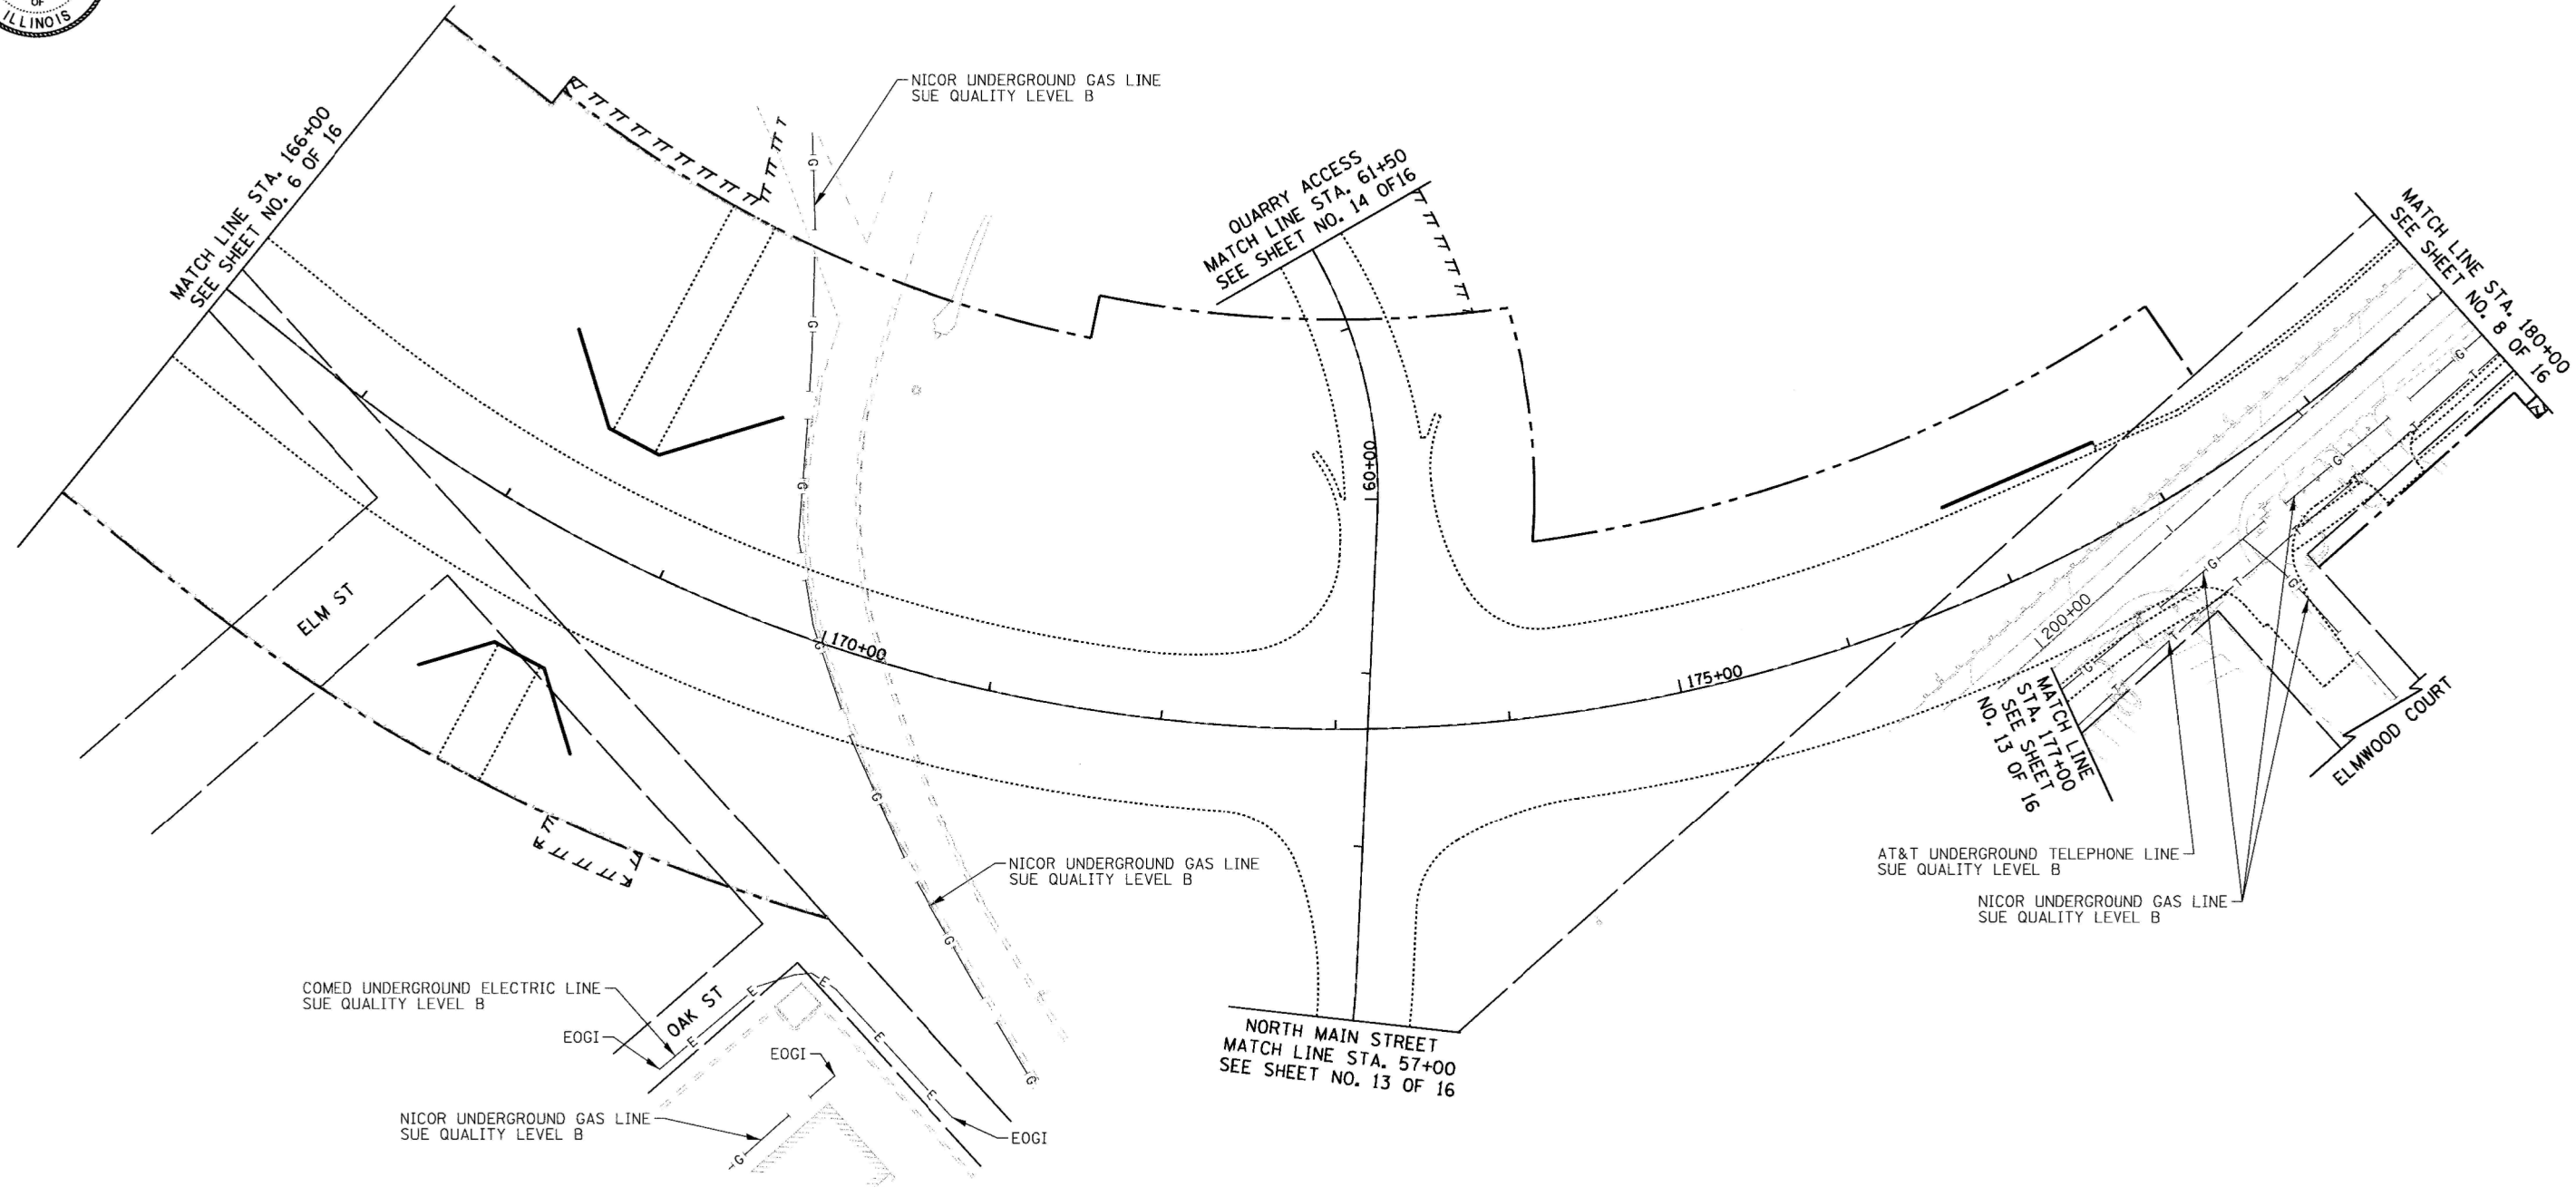 OF
ILLINOIS
NICOR UNDERGROUND GAS LINE
SUE QUALITY LEVEL B
MATCH LINE STA. 166+00
SEE SHEET NO. 6 OF 16
QUARRY ACCESS
MATCH LINE STA. 61+50
SEE SHEET NO. 14 OF16
MATCH LINE STA. 180+00
SEE SHEET NO. 8 OF 16
G
G
G
G
G
G
G
G
60+00
ELM ST
170+00
175+00
200+00
G
G
G
G
G
T
T
T
T
T
MATCH LINE
STA. 177+00
SEE SHEET
NO. 13 OF 16
ELMWOOD COURT
AT&T UNDERGROUND TELEPHONE LINE
SUE QUALITY LEVEL B
NICOR UNDERGROUND GAS LINE
SUE QUALITY LEVEL B
NICOR UNDERGROUND GAS LINE
SUE QUALITY LEVEL B
COMED UNDERGROUND ELECTRIC LINE
SUE QUALITY LEVEL B
EOGI
OAK ST
E
E
E
E
E
EOGI
NICOR UNDERGROUND GAS LINE
SUE QUALITY LEVEL B
G
EOGI
NORTH MAIN STREET
MATCH LINE STA. 57+00
SEE SHEET NO. 13 OF 16